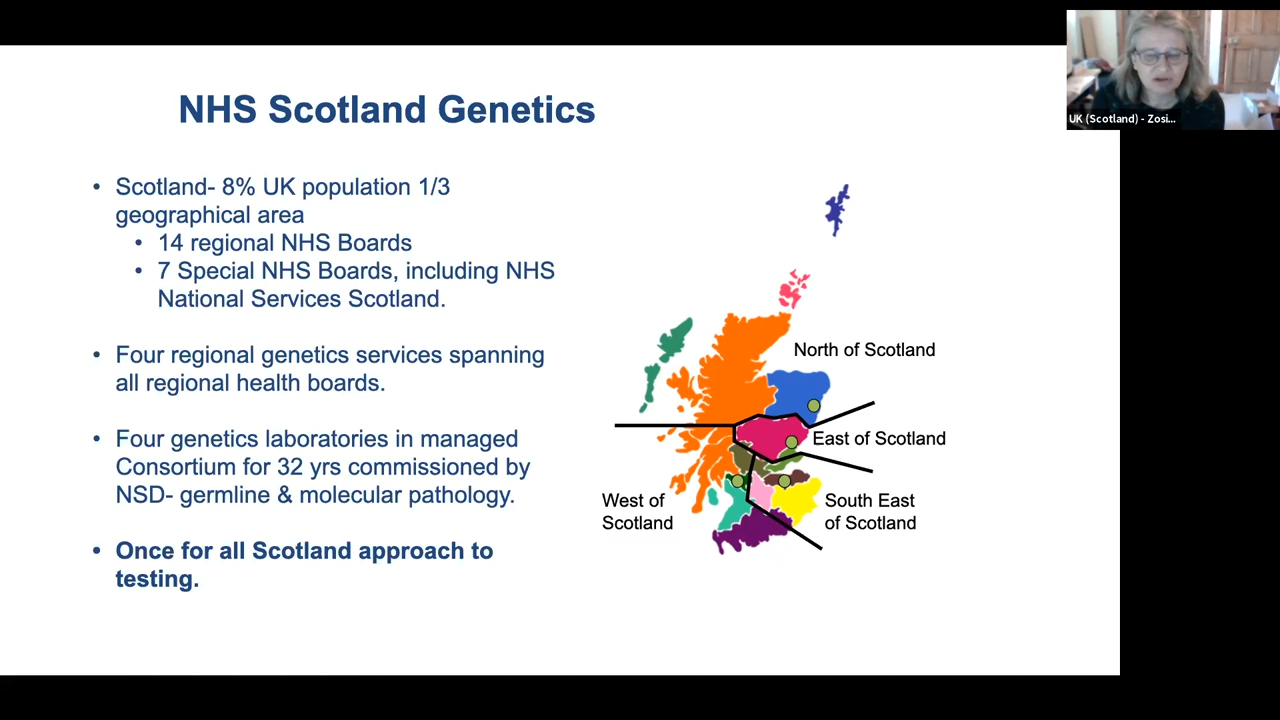 NHS Scotland Genetics
UK (Scotland) - Zosi...
• Scotland- 8% UK population 1/3
geographical area
• 14 regional NHS Boards
• 7 Special NHS Boards, including NHS
National Services Scotland.
• Four regional genetics services spanning
all regional health boards.
• Four genetics laboratories in managed
Consortium for 32 yrs commissioned by
NSD- germline & molecular pathology.
• Once for all Scotland approach to
testing.
North of Scotland
East of Scotland
West of
Scotland
South East
of Scotland